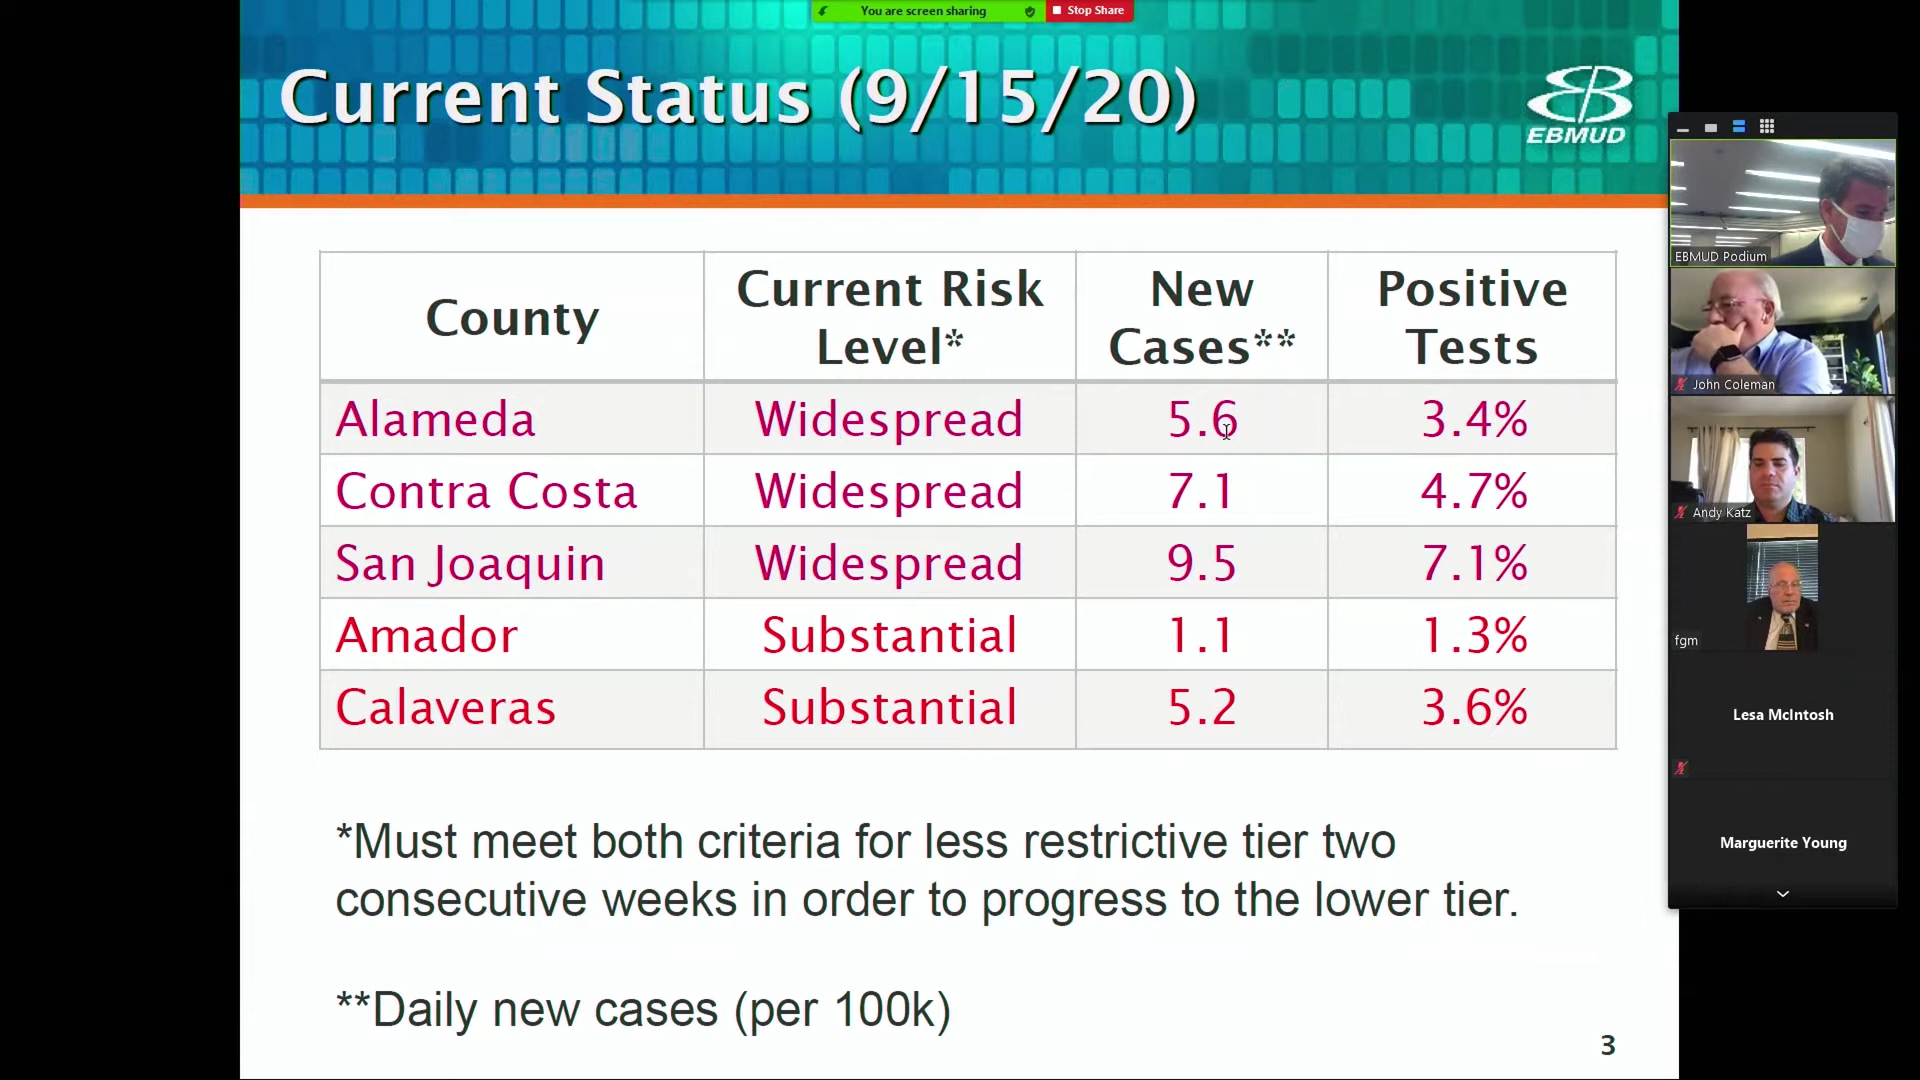 You are screen sharing
Stop Share
Current Status (9/15/20)
EBMUD
County
Current Risk
Level*
New
Cases**
Positive
Tests
Alameda Widespread 5.6 3.4%
Contra Costa Widespread 7.1 4.7%
San Joaquin Widespread 9.5 7.1%
Amador Substantial 1.1 1.3%
Calaveras Substantial 5.2 3.6%
*Must meet both criteria for less restrictive tier two
consecutive weeks in order to progress to the lower tier.
**Daily new cases (per 100k)
3
EBMUD Podium
John Coleman
Andy Katz
fgm
Lesa McIntosh
Marguerite Young